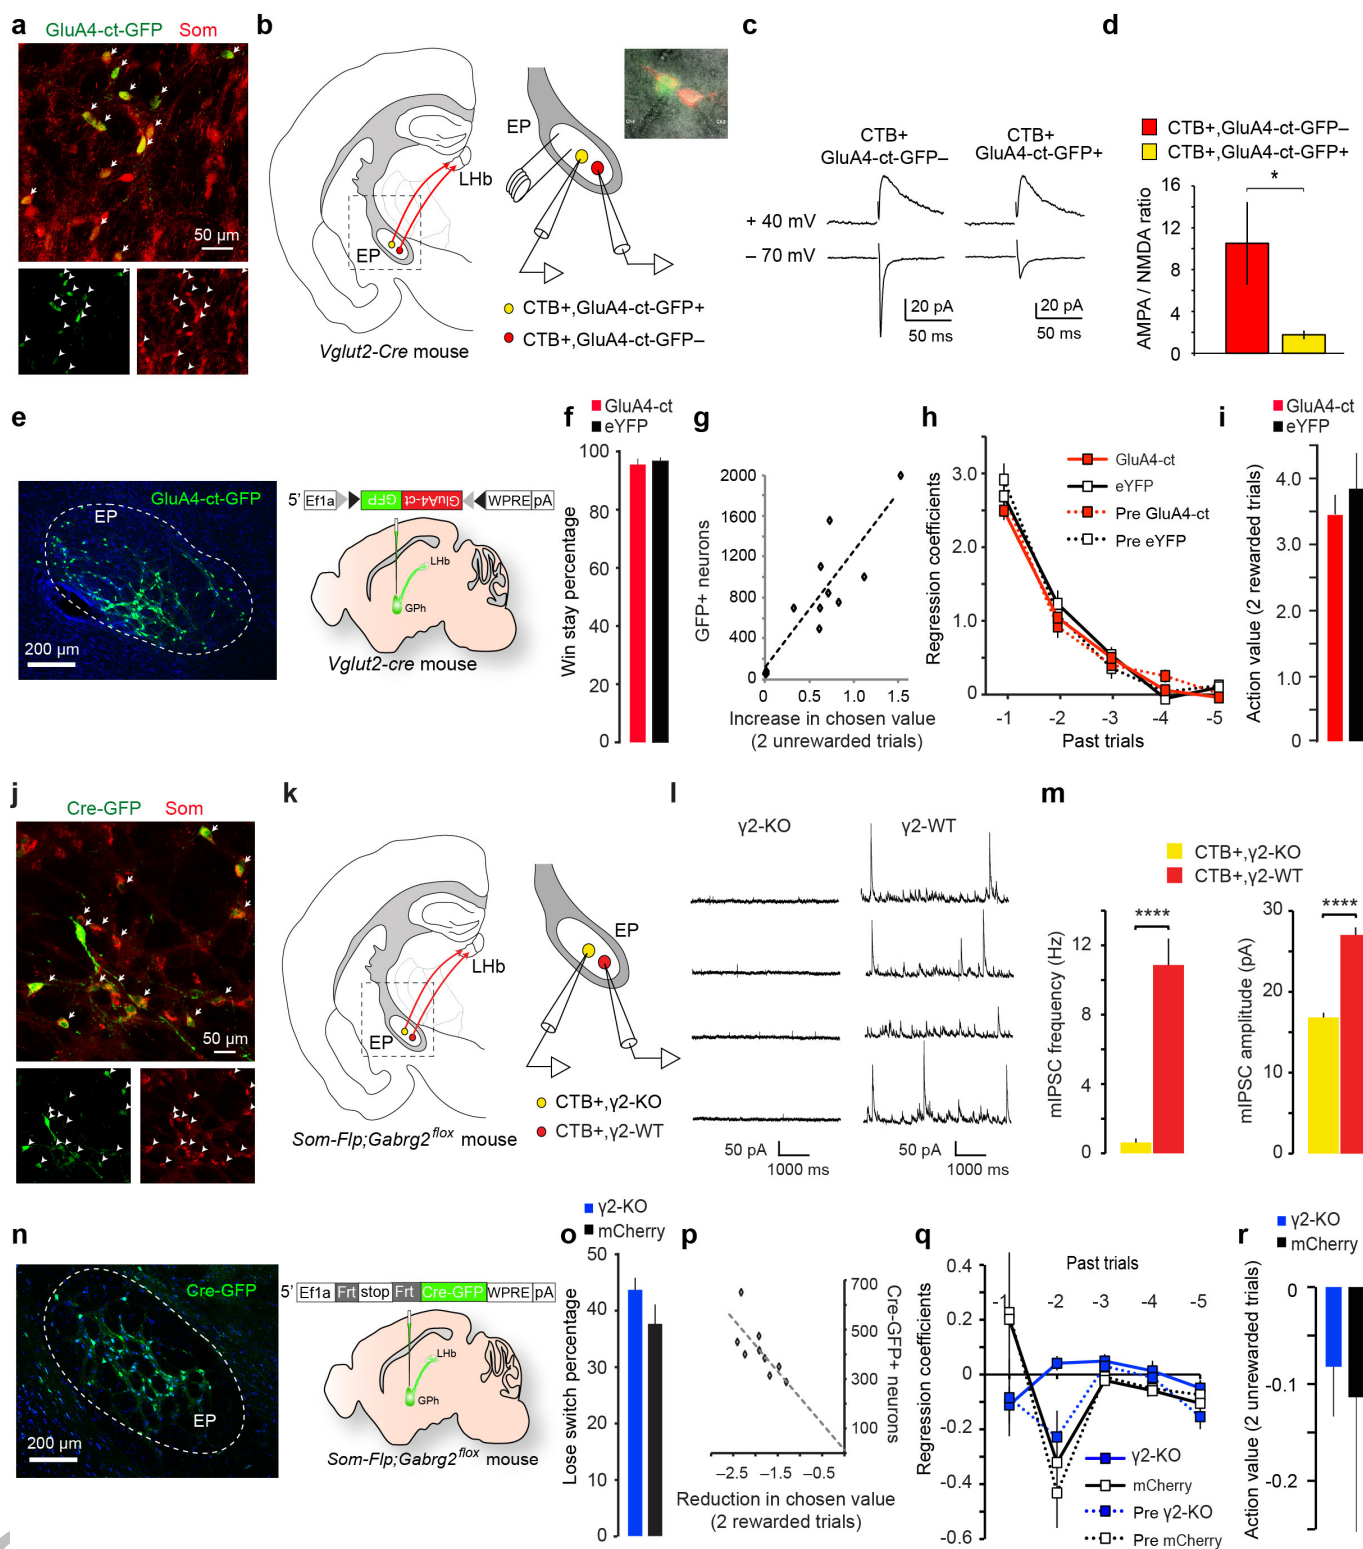 a
GluA4-ct-GFP Som
50 µm
b
EP
LHb
EP
CTB+,GluA4-ct-GFP+
CTB+,GluA4-ct-GFP–
Vglut2-Cre mouse
c
CTB+
GluA4-ct-GFP–
CTB+
GluA4-ct-GFP+
+ 40 mV
– 70 mV
20 pA
50 ms
20 pA
50 ms
d
CTB+,GluA4-ct-GFP–
CTB+,GluA4-ct-GFP+
AMPA / NMDA ratio
16
12
8
4
0
*
e
GluA4-ct-GFP
EP
200 µm
5' Ef1a GFP GluA4-ct WPRE pA
LHb
GPh
Vglut2-cre mouse
f
GluA4-ct
eYFP
Win stay percentage
100
80
60
40
20
0
g
GFP+ neurons
2000
1600
1200
800
400
0
0 0.5 1.0 1.5
Increase in chosen value
(2 unrewarded trials)
h
Regression coefficients
3.0
2.0
1.0
0
GluA4-ct
eYFP
Pre GluA4-ct
Pre eYFP
-1 -2 -3 -4 -5
Past trials
i
GluA4-ct
eYFP
Action value (2 rewarded trials)
4.0
3.0
2.0
1.0
0
j
Cre-GFP Som
50 µm
k
LHb
EP
EP
CTB+,γ2-KO
CTB+,γ2-WT
Som-Flp;Gabrg2flox mouse
l
γ2-KO γ2-WT
50 pA
1000 ms
50 pA
1000 ms
m
CTB+,γ2-KO
CTB+,γ2-WT
mIPSC frequency (Hz)
12
8
4
0
****
mIPSC amplitude (pA)
30
20
10
0
****
n
Cre-GFP
EP
200 µm
5' Ef1a Frt stop Frt Cre-GFP WPRE pA
LHb
GPh
Som-Flp;Gabrg2flox mouse
o
γ2-KO
mCherry
Lose switch percentage
50
40
30
20
10
0
p
Cre-GFP+ neurons
700
500
300
100
–2.5 –1.5 –0.5
Reduction in chosen value
(2 rewarded trials)
q
Past trials
Regression coefficients
0.4
0.2
0
-0.2
-0.4
-0.6
-1 -2 -3 -4 -5
γ2-KO
mCherry
Pre γ2-KO
Pre mCherry
r
γ2-KO
mCherry
Action value (2 unrewarded trials)
0
-0.1
-0.2